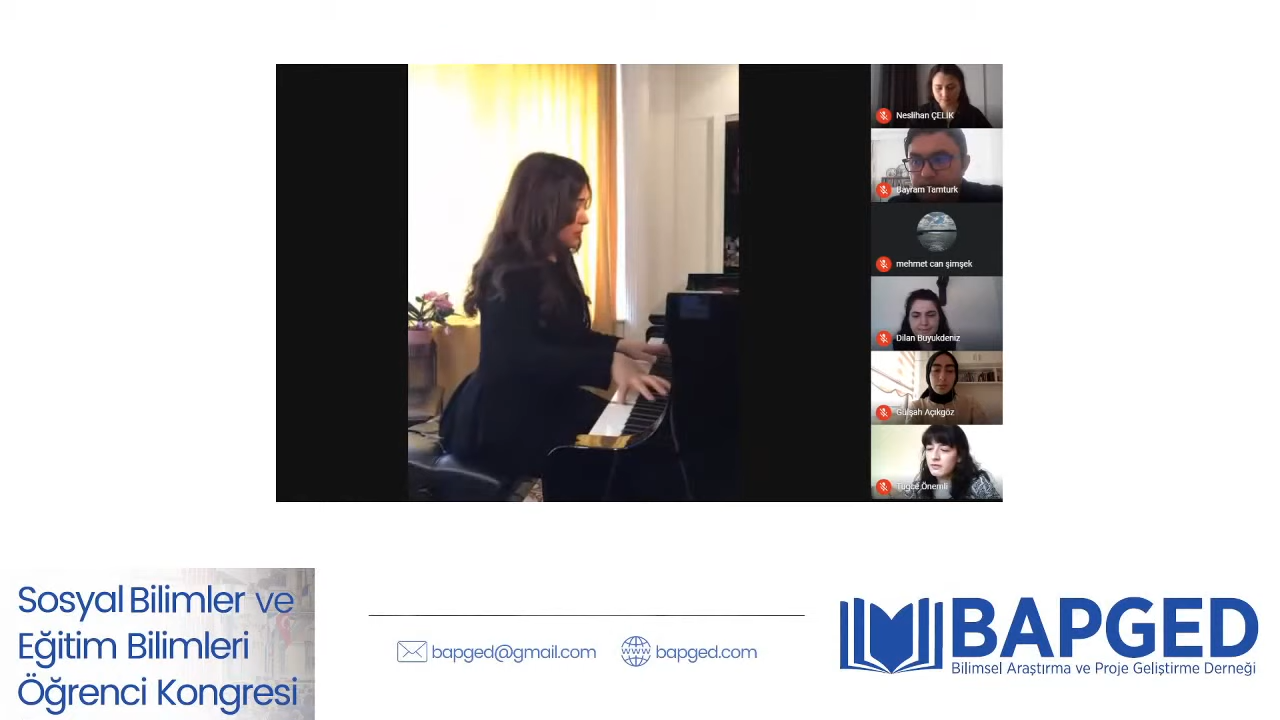 Neslihan ÇELİK
Bayram Tamturk
mehmet can şimşek
Dilan Buyukdeniz
Gülşah Açıkgöz
Tuğçe Önemli
Sosyal Bilimler ve
Eğitim Bilimleri
Öğrenci Kongresi
bapged@gmail.com
bapged.com
BAPGED
Bilimsel Araştırma ve Proje Geliştirme Derneği